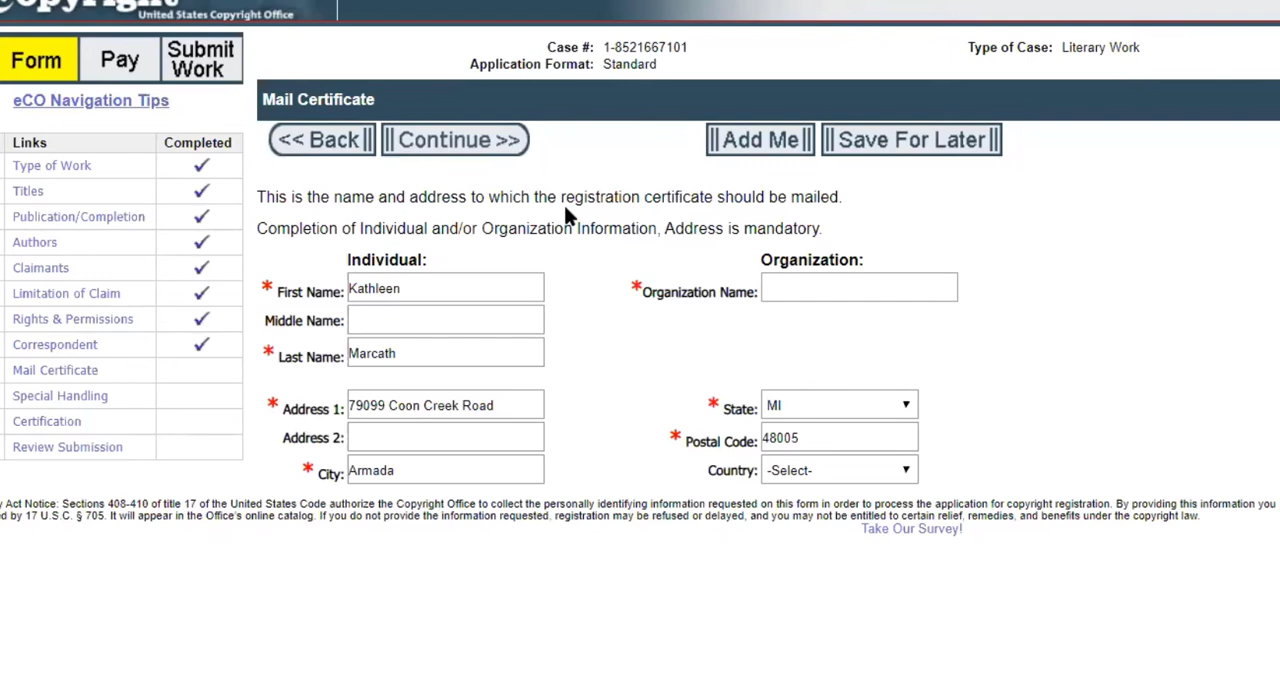 Copyright
United States Copyright Office
Form Pay Submit Work
Case #: 1-8521667101 Type of Case: Literary Work
Application Format: Standard
eCO Navigation Tips
Mail Certificate
<< Back Continue >> Add Me Save For Later
Links Completed
Type of Work
Titles
Publication/Completion
Authors
Claimants
Limitation of Claim
Rights & Permissions
Correspondent
Mail Certificate
Special Handling
Certification
Review Submission
This is the name and address to which the registration certificate should be mailed.
Completion of Individual and/or Organization Information, Address is mandatory.
Individual: Organization:
* First Name: Kathleen * Organization Name:
Middle Name:
* Last Name: Marcath
* Address 1: 79099 Coon Creek Road * State: MI
Address 2: * Postal Code: 48005
* City: Armada Country: -Select-
y Act Notice: Sections 408-410 of title 17 of the United States Code authorize the Copyright Office to collect the personally identifying information requested on this form in order to process the application for copyright registration. By providing this information you
d by 17 U.S.C. § 705. It will appear in the Office's online catalog. If you do not provide the information requested, registration may be refused or delayed, and you may not be entitled to certain relief, remedies, and benefits under the copyright law.
Take Our Survey!